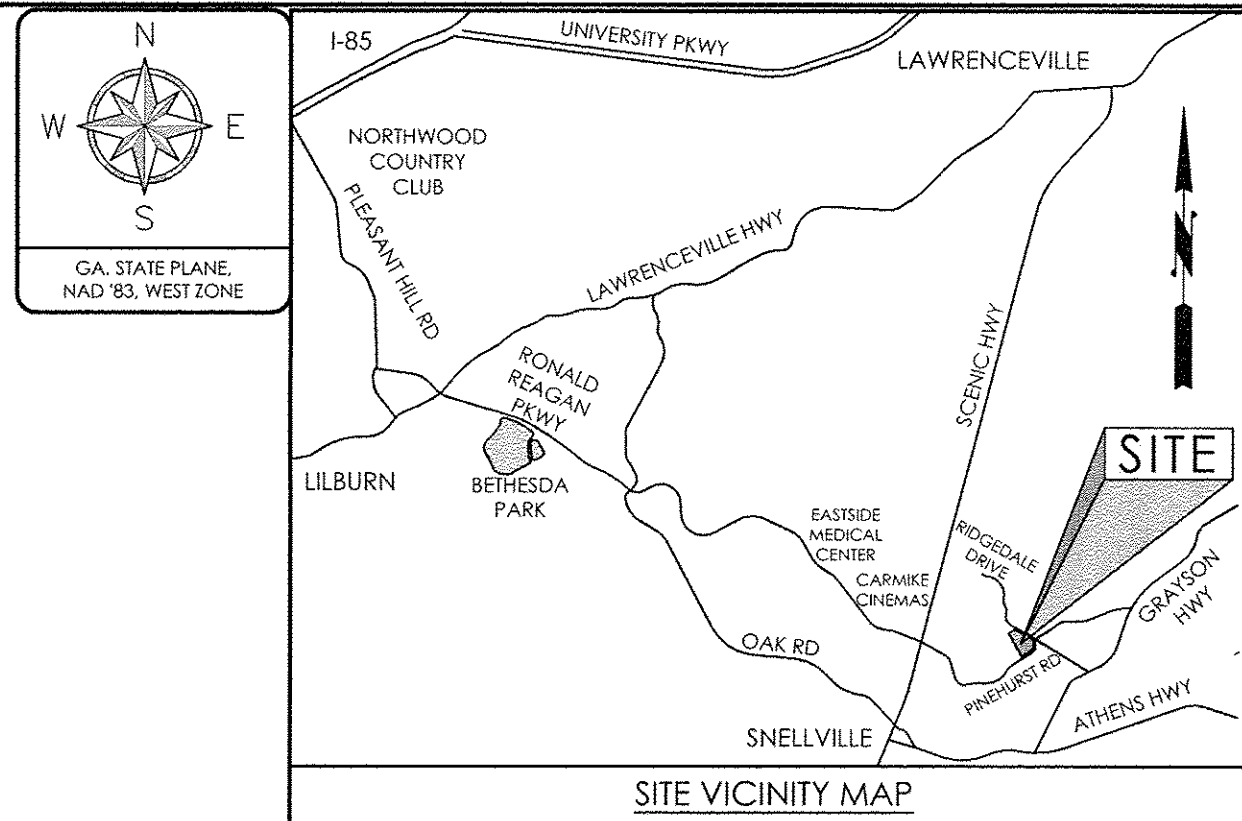 N
W
E
S
GA. STATE PLANE,
NAD '83, WEST ZONE
I-85
UNIVERSITY PKWY
LAWRENCEVILLE
NORTHWOOD
COUNTRY
CLUB
PLEASANT HILL RD
LAWRENCEVILLE HWY
N
SCENIC HWY
RONALD
REAGAN
PKWY
SITE
LILBURN
BETHESDA
PARK
EASTSIDE
MEDICAL
CENTER
RIDGEDALE
DRIVE
CARMIKE
CINEMAS
GRAYSON
HWY
OAK RD
PINEHURST RD
ATHENS HWY
SNELLVILLE
SITE VICINITY MAP